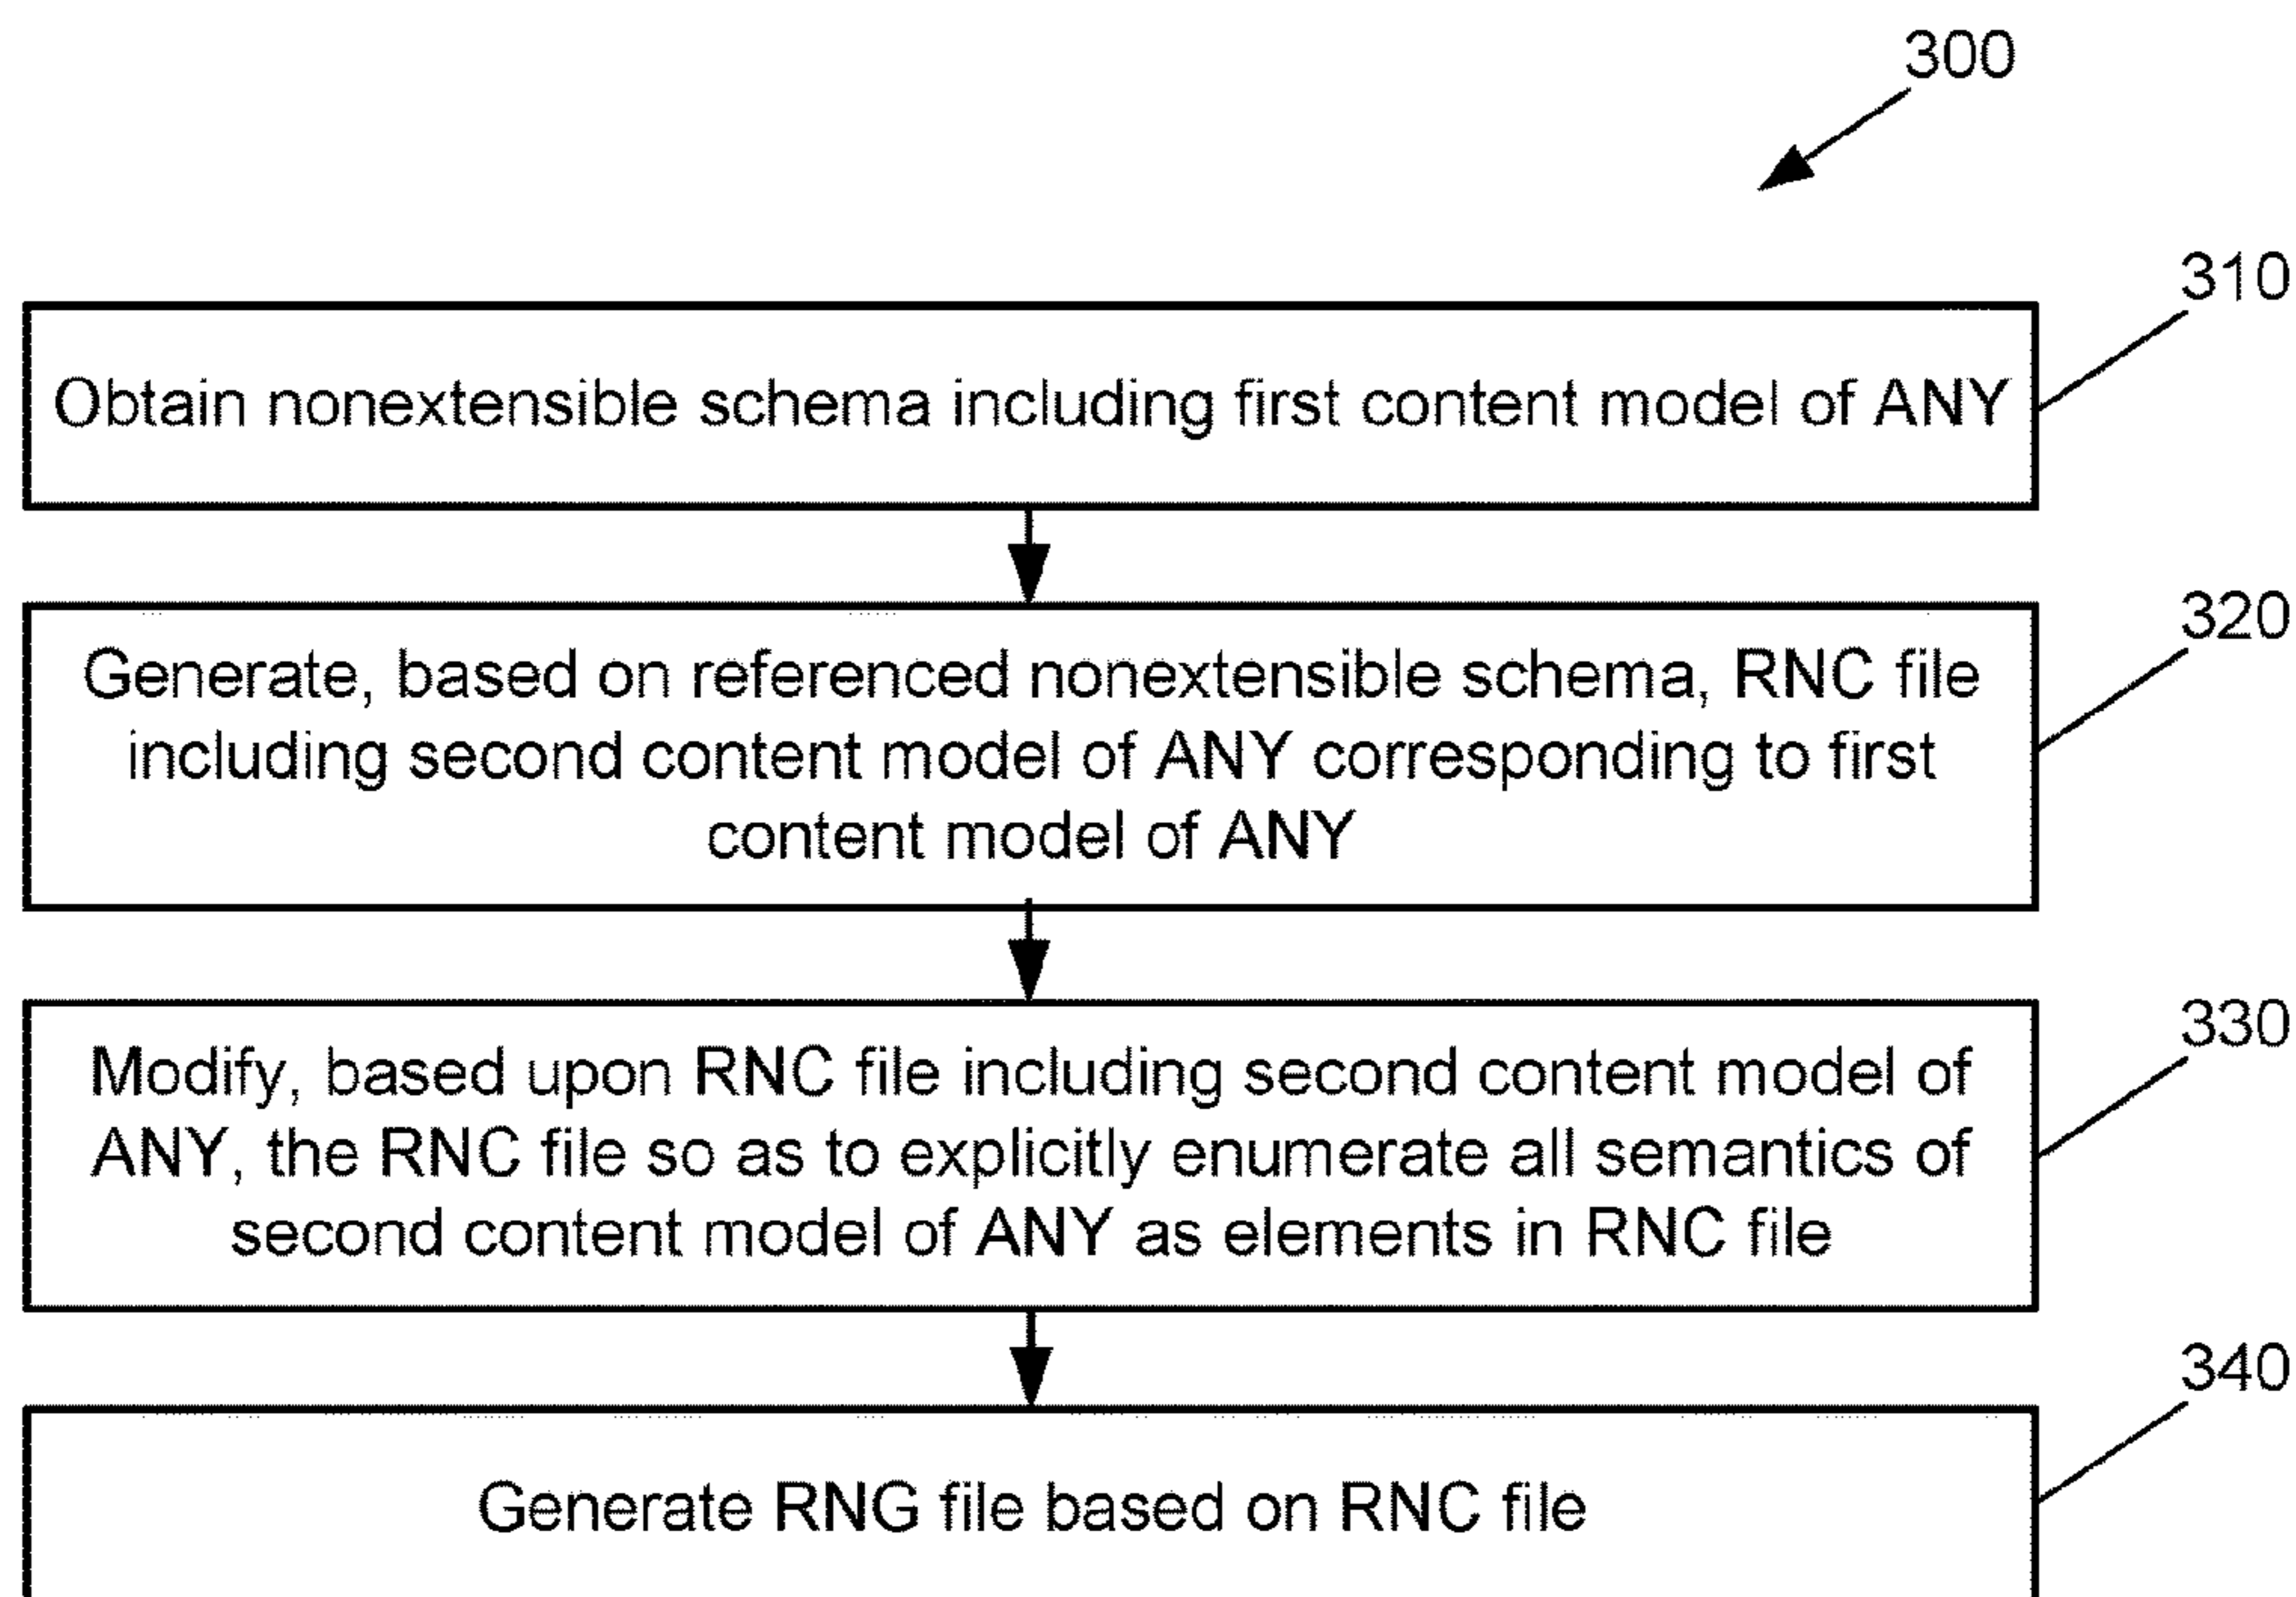 300
310
Obtain nonextensible schema including first content model of ANY
320
Generate, based on referenced nonextensible schema, RNC file
including second content model of ANY corresponding to first
content model of ANY
330
Modify, based upon RNC file including second content model of
ANY, the RNC file so as to explicitly enumerate all semantics of
second content model of ANY as elements in RNC file
340
Generate RNG file based on RNC file